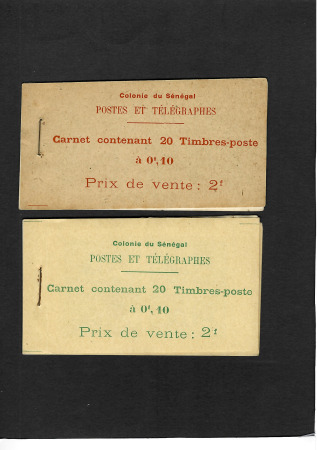 Colonie du Sénégal
POSTES ET TÉLÉGRAPHES
Carnet contenant 20 Timbres-poste
à 0f,10
Prix de vente : 2f
Colonie du Sénégal
POSTES ET TÉLÉGRAPHES
Carnet contenant 20 Timbres-poste
à 0f,10
Prix de vente : 2f